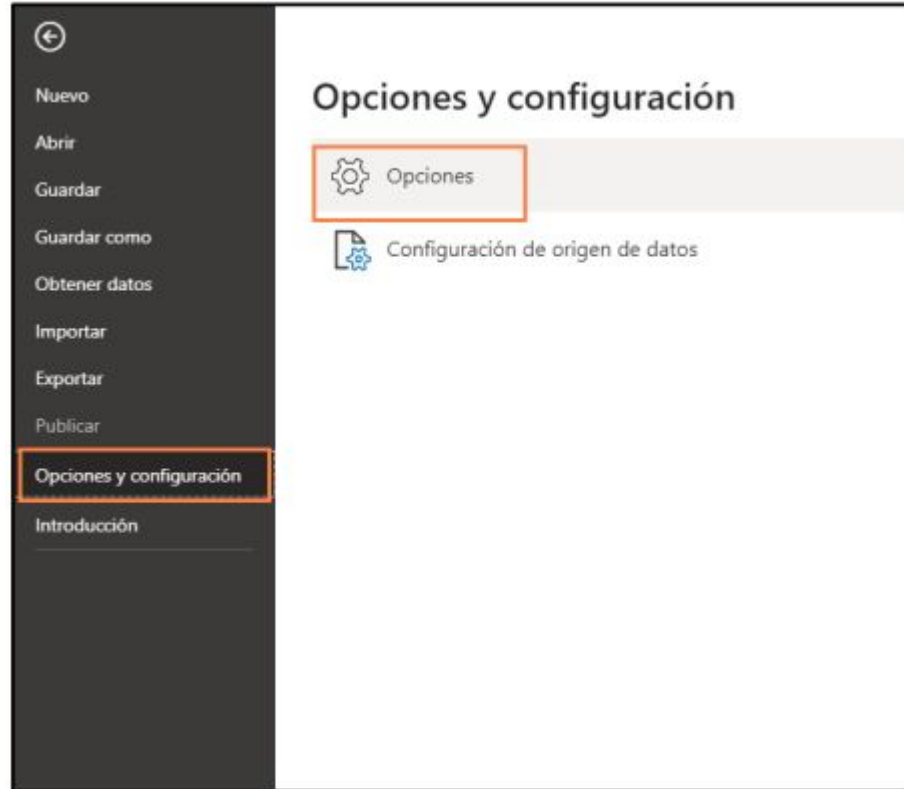 Nuevo
Abrir
Guardar
Guardar como
Obtener datos
Importar
Exportar
Publicar
Opciones y configuración
Introducción
Opciones y configuración
Opciones
Configuración de origen de datos